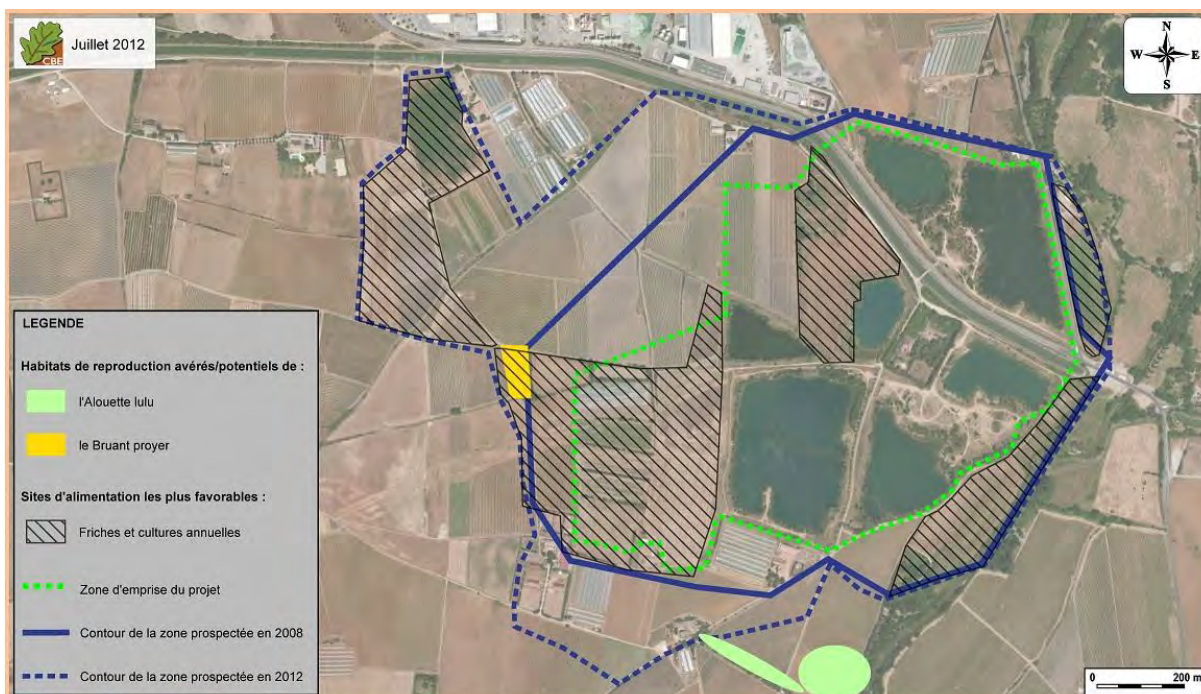 CBE
Juillet 2012
N
W E
S
LEGENDE
Habitats de reproduction avérés/potentiels de :
l'Alouette lulu
le Bruant proyer
Sites d'alimentation les plus favorables :
Friches et cultures annuelles
Zone d'emprise du projet
Contour de la zone prospectée en 2008
Contour de la zone prospectée en 2012
0 200 m